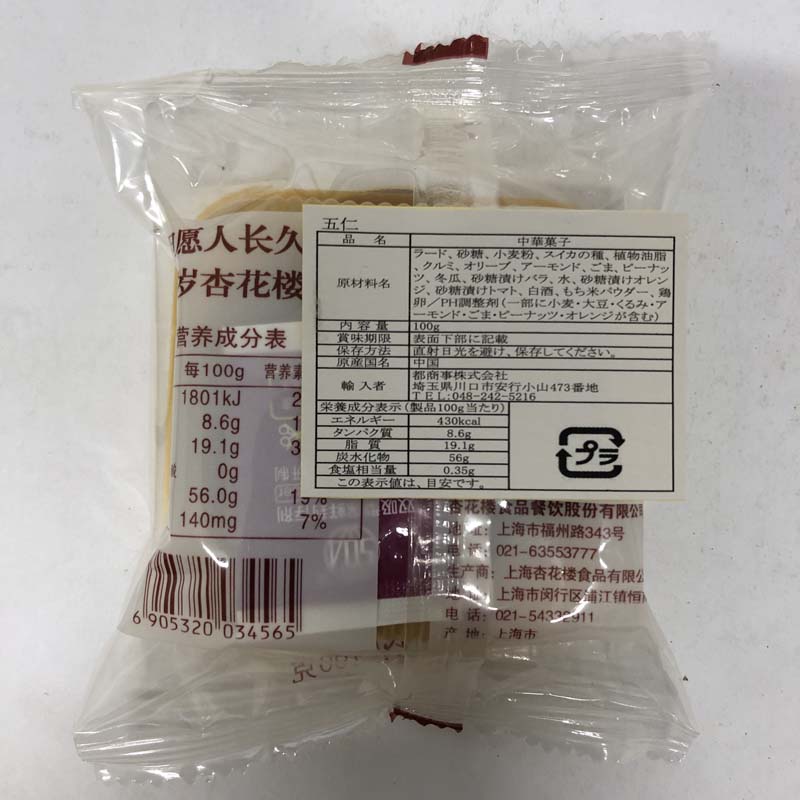 五仁
品名 中華菓子
原材料名 ラード、砂糖、小麦粉、スイカの種、植物油脂
、クルミ、オリーブ、アーモンド、ごま、ピーナッ
ツ、冬瓜、砂糖漬けバラ、水、砂糖漬けオレン
ジ、砂糖漬けトマト、白酒、もち米パウダー、鶏
卵／PH調整剤(一部に小麦・大豆・くるみ・ア
ーモンド・ごま・ピーナッツ・オレンジが含む)
内容量 100g
賞味期限 表面下部に記載
保存方法 直射日光を避け、保存してください。
原産国名 中国
輸入者 都商事株式会社
埼玉県川口市安行小山473番地
TEL:048-242-5216
栄養成分表示(製品100g当たり)
エネルギー 430kcal
タンパク質 8.6g
脂質 19.1g
炭水化物 56g
食塩相当量 0.35g
この表示値は、目安です。
プラ
愿人长久
岁杏花楼
营养成分表
每100g 营养素
1801kJ 2
8.6g 1
19.1g 3
0g
56.0g 19%
140mg 7%
6 905320 034565
杏花楼食品餐饮股份有限公
地址: 上海市福州路343号
电话: 021-63553777
生产商: 上海杏花楼食品有限公
地址: 上海市闵行区浦江镇恒
电话: 021-54332911
产地: 上海市